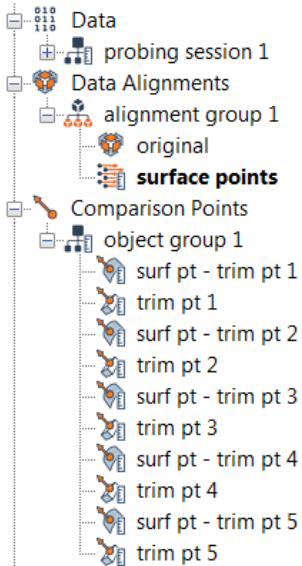 010
011
110
Data
probing session 1
Data Alignments
alignment group 1
original
surface points
Comparison Points
object group 1
surf pt - trim pt 1
trim pt 1
surf pt - trim pt 2
trim pt 2
surf pt - trim pt 3
trim pt 3
surf pt - trim pt 4
trim pt 4
surf pt - trim pt 5
trim pt 5